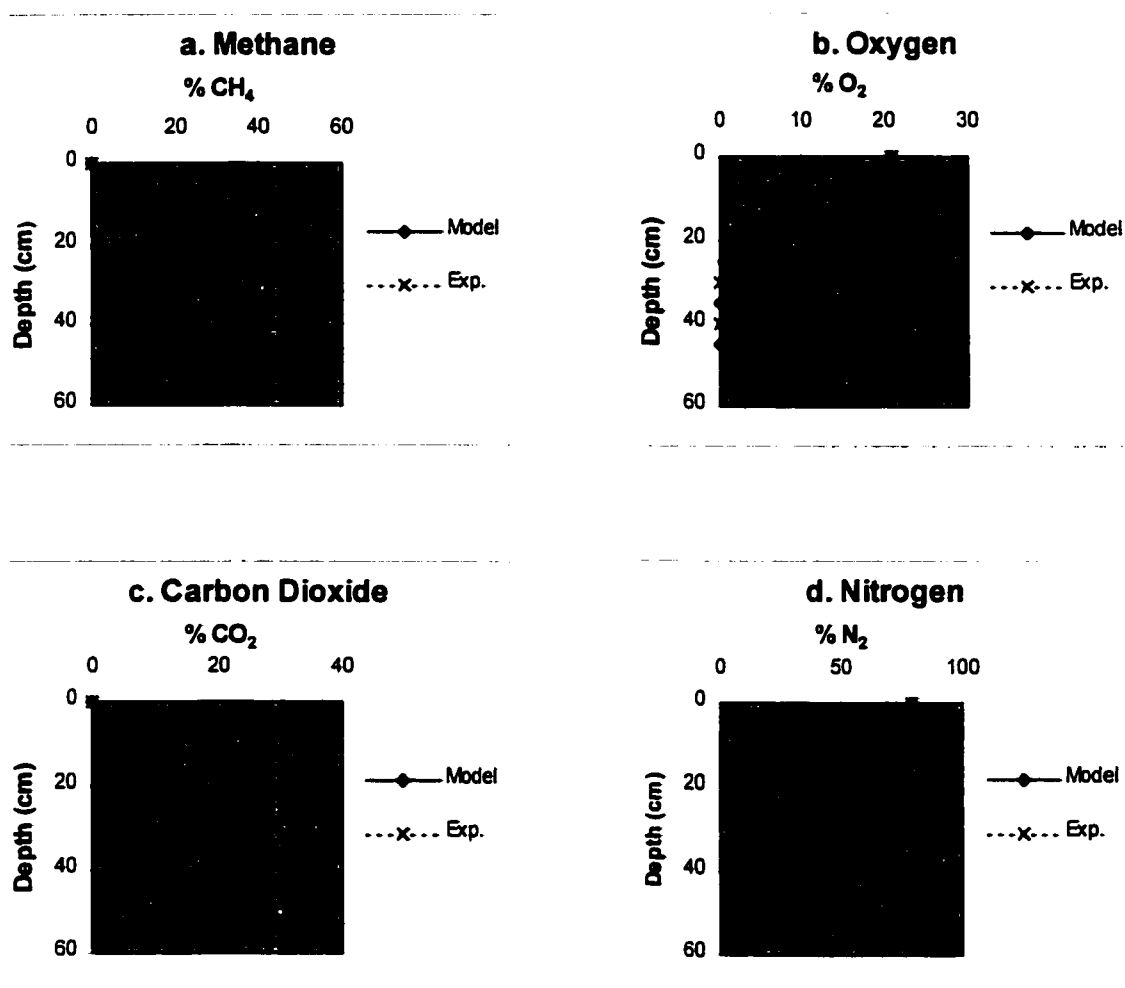 a. Methane
% CH₄
0 20 40 60
0
20
40
60
Depth (cm)
Model
Exp.
b. Oxygen
% O₂
0 10 20 30
0
20
40
60
Depth (cm)
Model
Exp.
c. Carbon Dioxide
% CO₂
0 20 40
0
20
40
60
Depth (cm)
Model
Exp.
d. Nitrogen
% N₂
0 50 100
0
20
40
60
Depth (cm)
Model
Exp.